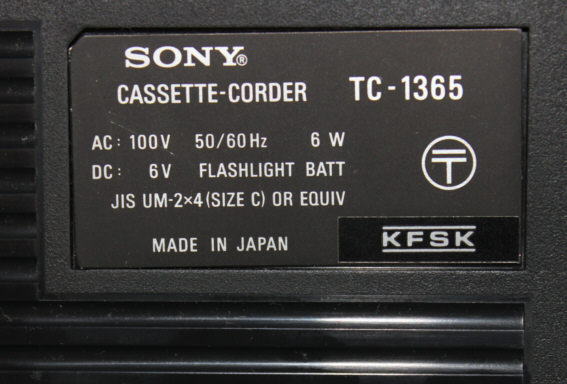 SONY®
CASSETTE-CORDER TC-1365
AC: 100V 50/60Hz 6 W
DC: 6V FLASHLIGHT BATT
JIS UM-2×4 (SIZE C) OR EQUIV
MADE IN JAPAN
KFSK